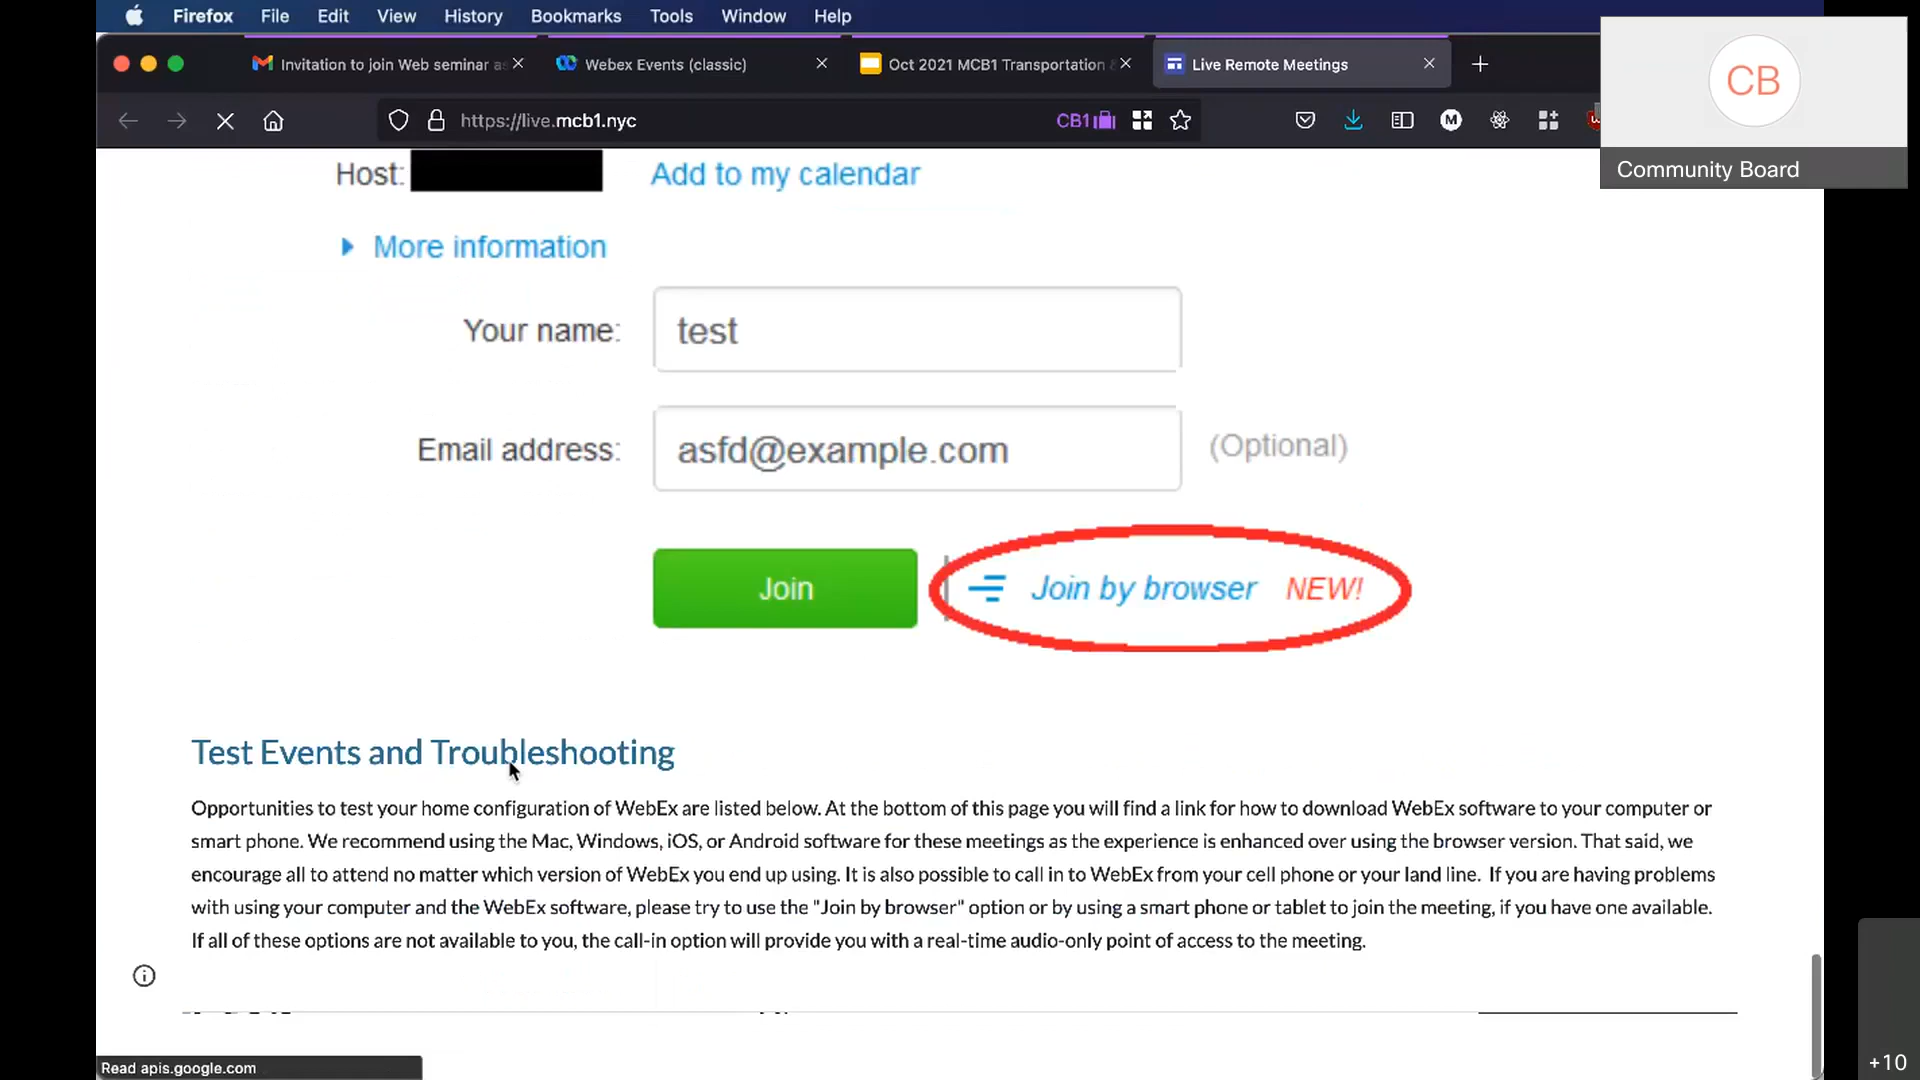 Firefox File Edit View History Bookmarks Tools Window Help
Invitation to join Web seminar as
Webex Events (classic)
Oct 2021 MCB1 Transportation &
Live Remote Meetings
https://live.mcb1.nyc
CB1
CB
Community Board
Host:
Add to my calendar
More information
Your name: test
Email address: asfd@example.com (Optional)
Join
Join by browser NEW!
Test Events and Troubleshooting
Opportunities to test your home configuration of WebEx are listed below. At the bottom of this page you will find a link for how to download WebEx software to your computer or
smart phone. We recommend using the Mac, Windows, iOS, or Android software for these meetings as the experience is enhanced over using the browser version. That said, we
encourage all to attend no matter which version of WebEx you end up using. It is also possible to call in to WebEx from your cell phone or your land line.  If you are having problems
with using your computer and the WebEx software, please try to use the "Join by browser" option or by using a smart phone or tablet to join the meeting, if you have one available.
If all of these options are not available to you, the call-in option will provide you with a real-time audio-only point of access to the meeting.
Read apis.google.com
+10